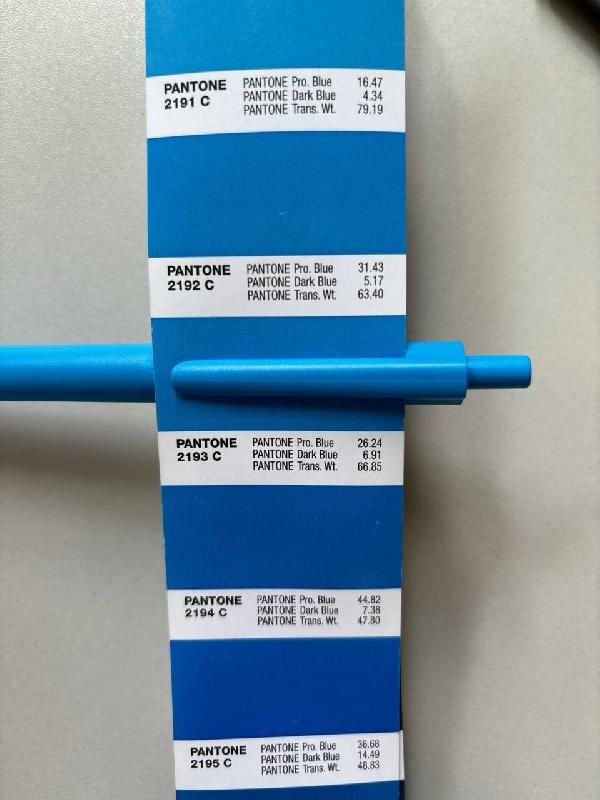 PANTONE PANTONE Pro. Blue 16.47
2191 C PANTONE Dark Blue 4.34
PANTONE Trans. Wt. 79.19
PANTONE PANTONE Pro. Blue 31.43
2192 C PANTONE Dark Blue 5.17
PANTONE Trans. Wt. 63.40
PANTONE PANTONE Pro. Blue 26.24
2193 C PANTONE Dark Blue 6.91
PANTONE Trans. Wt. 66.85
PANTONE PANTONE Pro. Blue 44.82
2194 C PANTONE Dark Blue 7.38
PANTONE Trans. Wt. 47.80
PANTONE PANTONE Pro. Blue 36.68
2195 C PANTONE Dark Blue 14.49
PANTONE Trans. Wt. 48.83